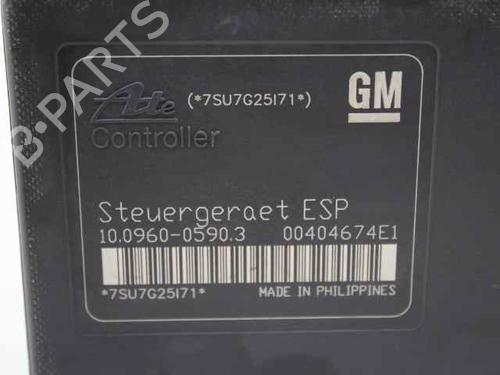 Ate (*7SU7G25I71*) GM
Controller
Steuergeraet ESP
10.0960-0590.3 00404674E1
*7SU7G25I71* MADE IN PHILIPPINES
B-PARTS